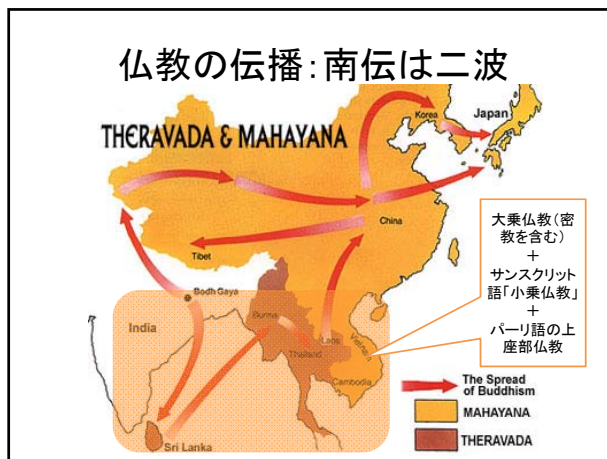 仏教の伝播：南伝は二波
THERAVADA & MAHAYANA
Korea
Japan
China
Tibet
Bodh Gaya
India
Burma
Laos
Thailand
Vietnam
Cambodia
Sri Lanka
大乗仏教（密
教を含む）
＋
サンスクリット
語「小乗仏教」
＋
パーリ語の上
座部仏教
The Spread
of Buddhism
MAHAYANA
THERAVADA